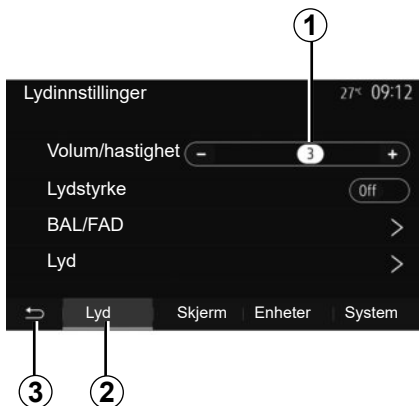 1
Lydinnstillinger 27°C 09:12
Volum/hastighet - 3 +
Lydstyrke Off
BAL/FAD >
Lyd >
Lyd Skjerm Enheter System
3 2